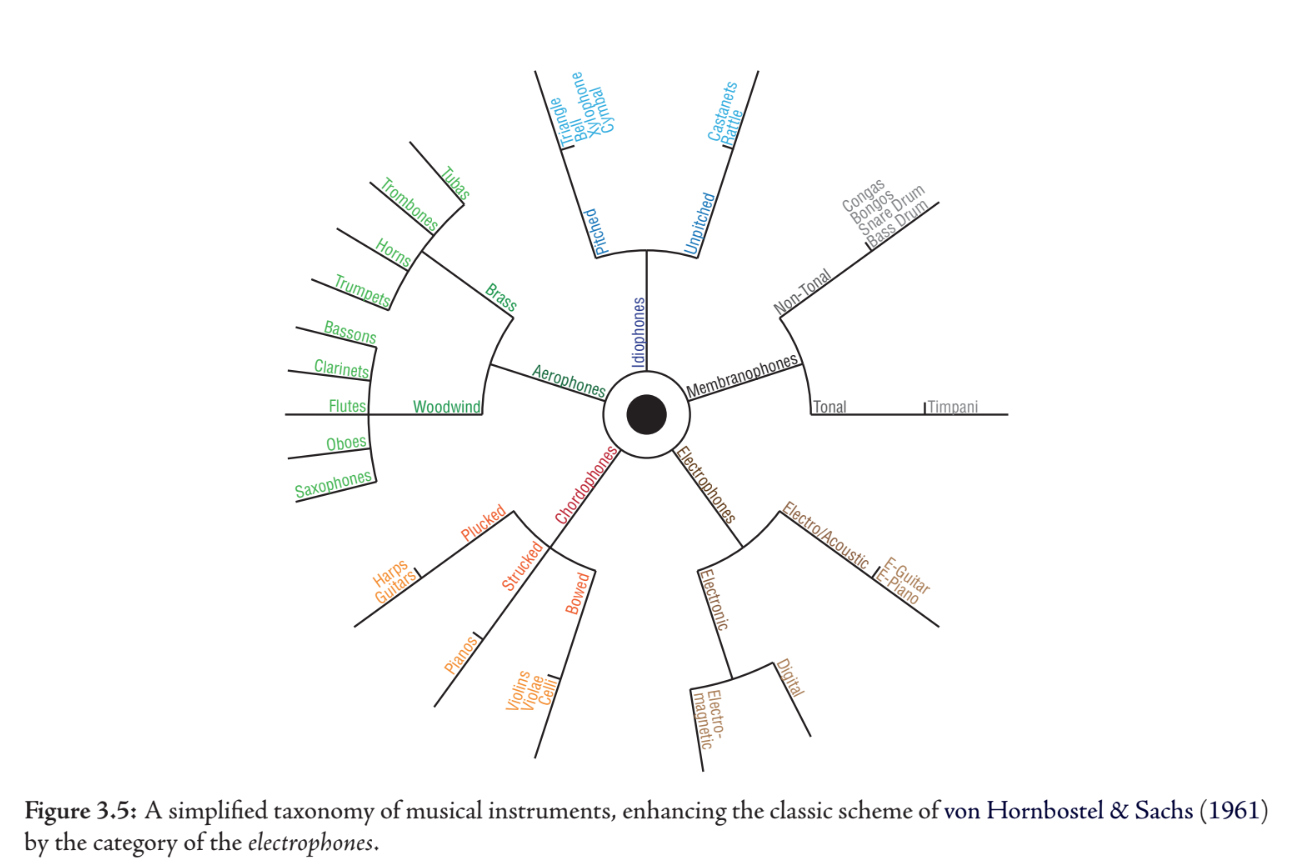 Triangle
Bell
Xylophone
Cymbal
Castanets
Rattle
Pitched
Unpitched
Idiophones
Congas
Bongos
Snare Drum
Bass Drum
Non-Tonal
Membranophones
Tonal
Timpani
Tubas
Trombones
Horns
Trumpets
Brass
Aerophones
Bassons
Clarinets
Flutes
Woodwind
Oboes
Saxophones
Chordophones
Plucked
Harps
Guitars
Strucked
Pianos
Bowed
Violins
Violae
Celli
Electrophones
Electro/Acoustic
E-Guitar
E-Piano
Electronic
Electro-
magnetic
Digital
Figure 3.5: A simplified taxonomy of musical instruments, enhancing the classic scheme of von Hornbostel & Sachs (1961)
by the category of the electrophones.